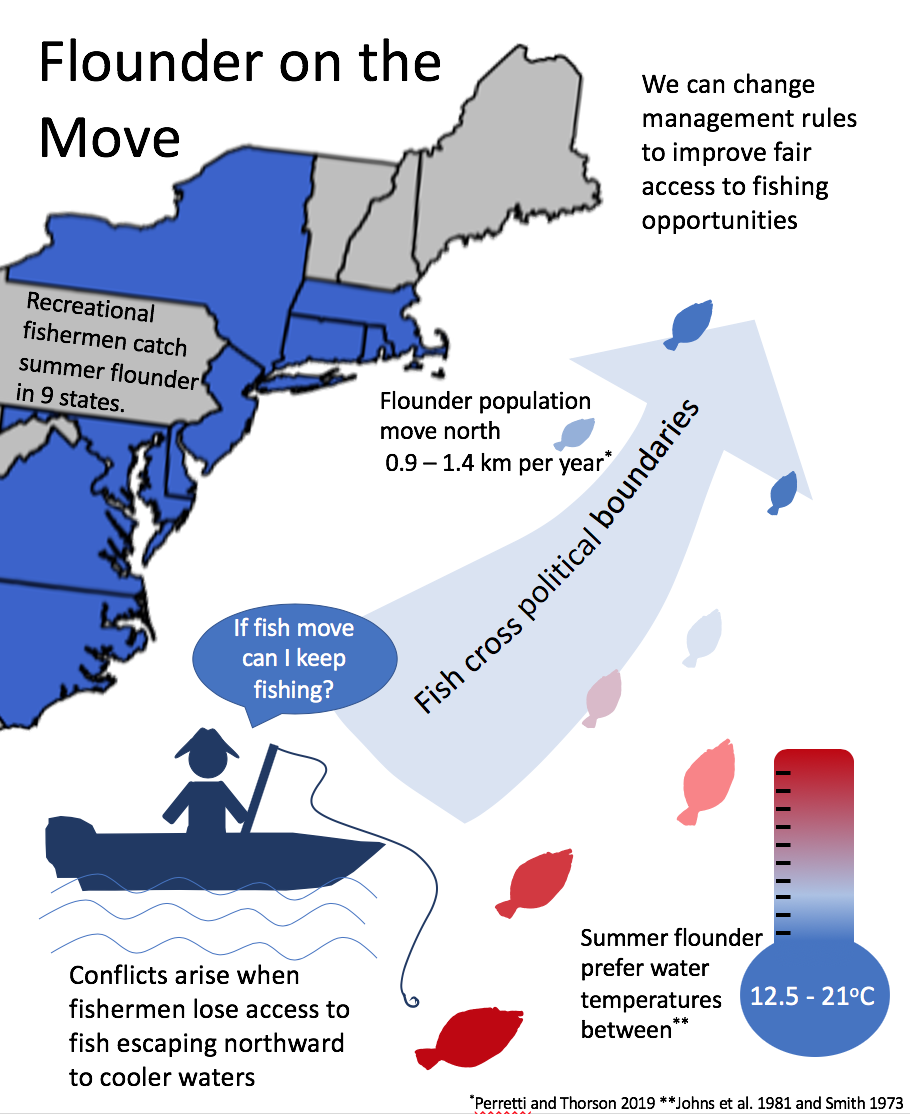 Flounder on the
Move
We can change
management rules
to improve fair
access to fishing
opportunities
Recreational
fishermen catch
summer flounder
in 9 states.
Flounder population
move north
0.9 – 1.4 km per year*
Fish cross political boundaries
If fish move
can I keep
fishing?
Summer flounder
prefer water
temperatures
between**
12.5 - 21oC
Conflicts arise when
fishermen lose access to
fish escaping northward
to cooler waters
*Perretti and Thorson 2019 **Johns et al. 1981 and Smith 1973